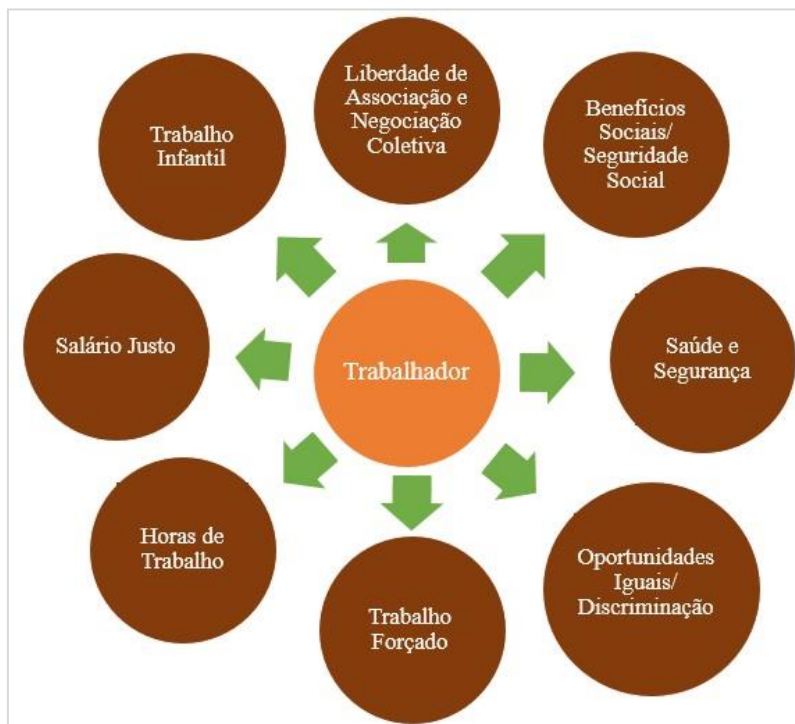 Liberdade de
Associação e
Negociação
Coletiva
Benefícios
Sociais/
Seguridade
Social
Saúde e
Segurança
Oportunidades
Iguais/
Discriminação
Trabalho
Forçado
Horas de
Trabalho
Salário Justo
Trabalho
Infantil
Trabalhador